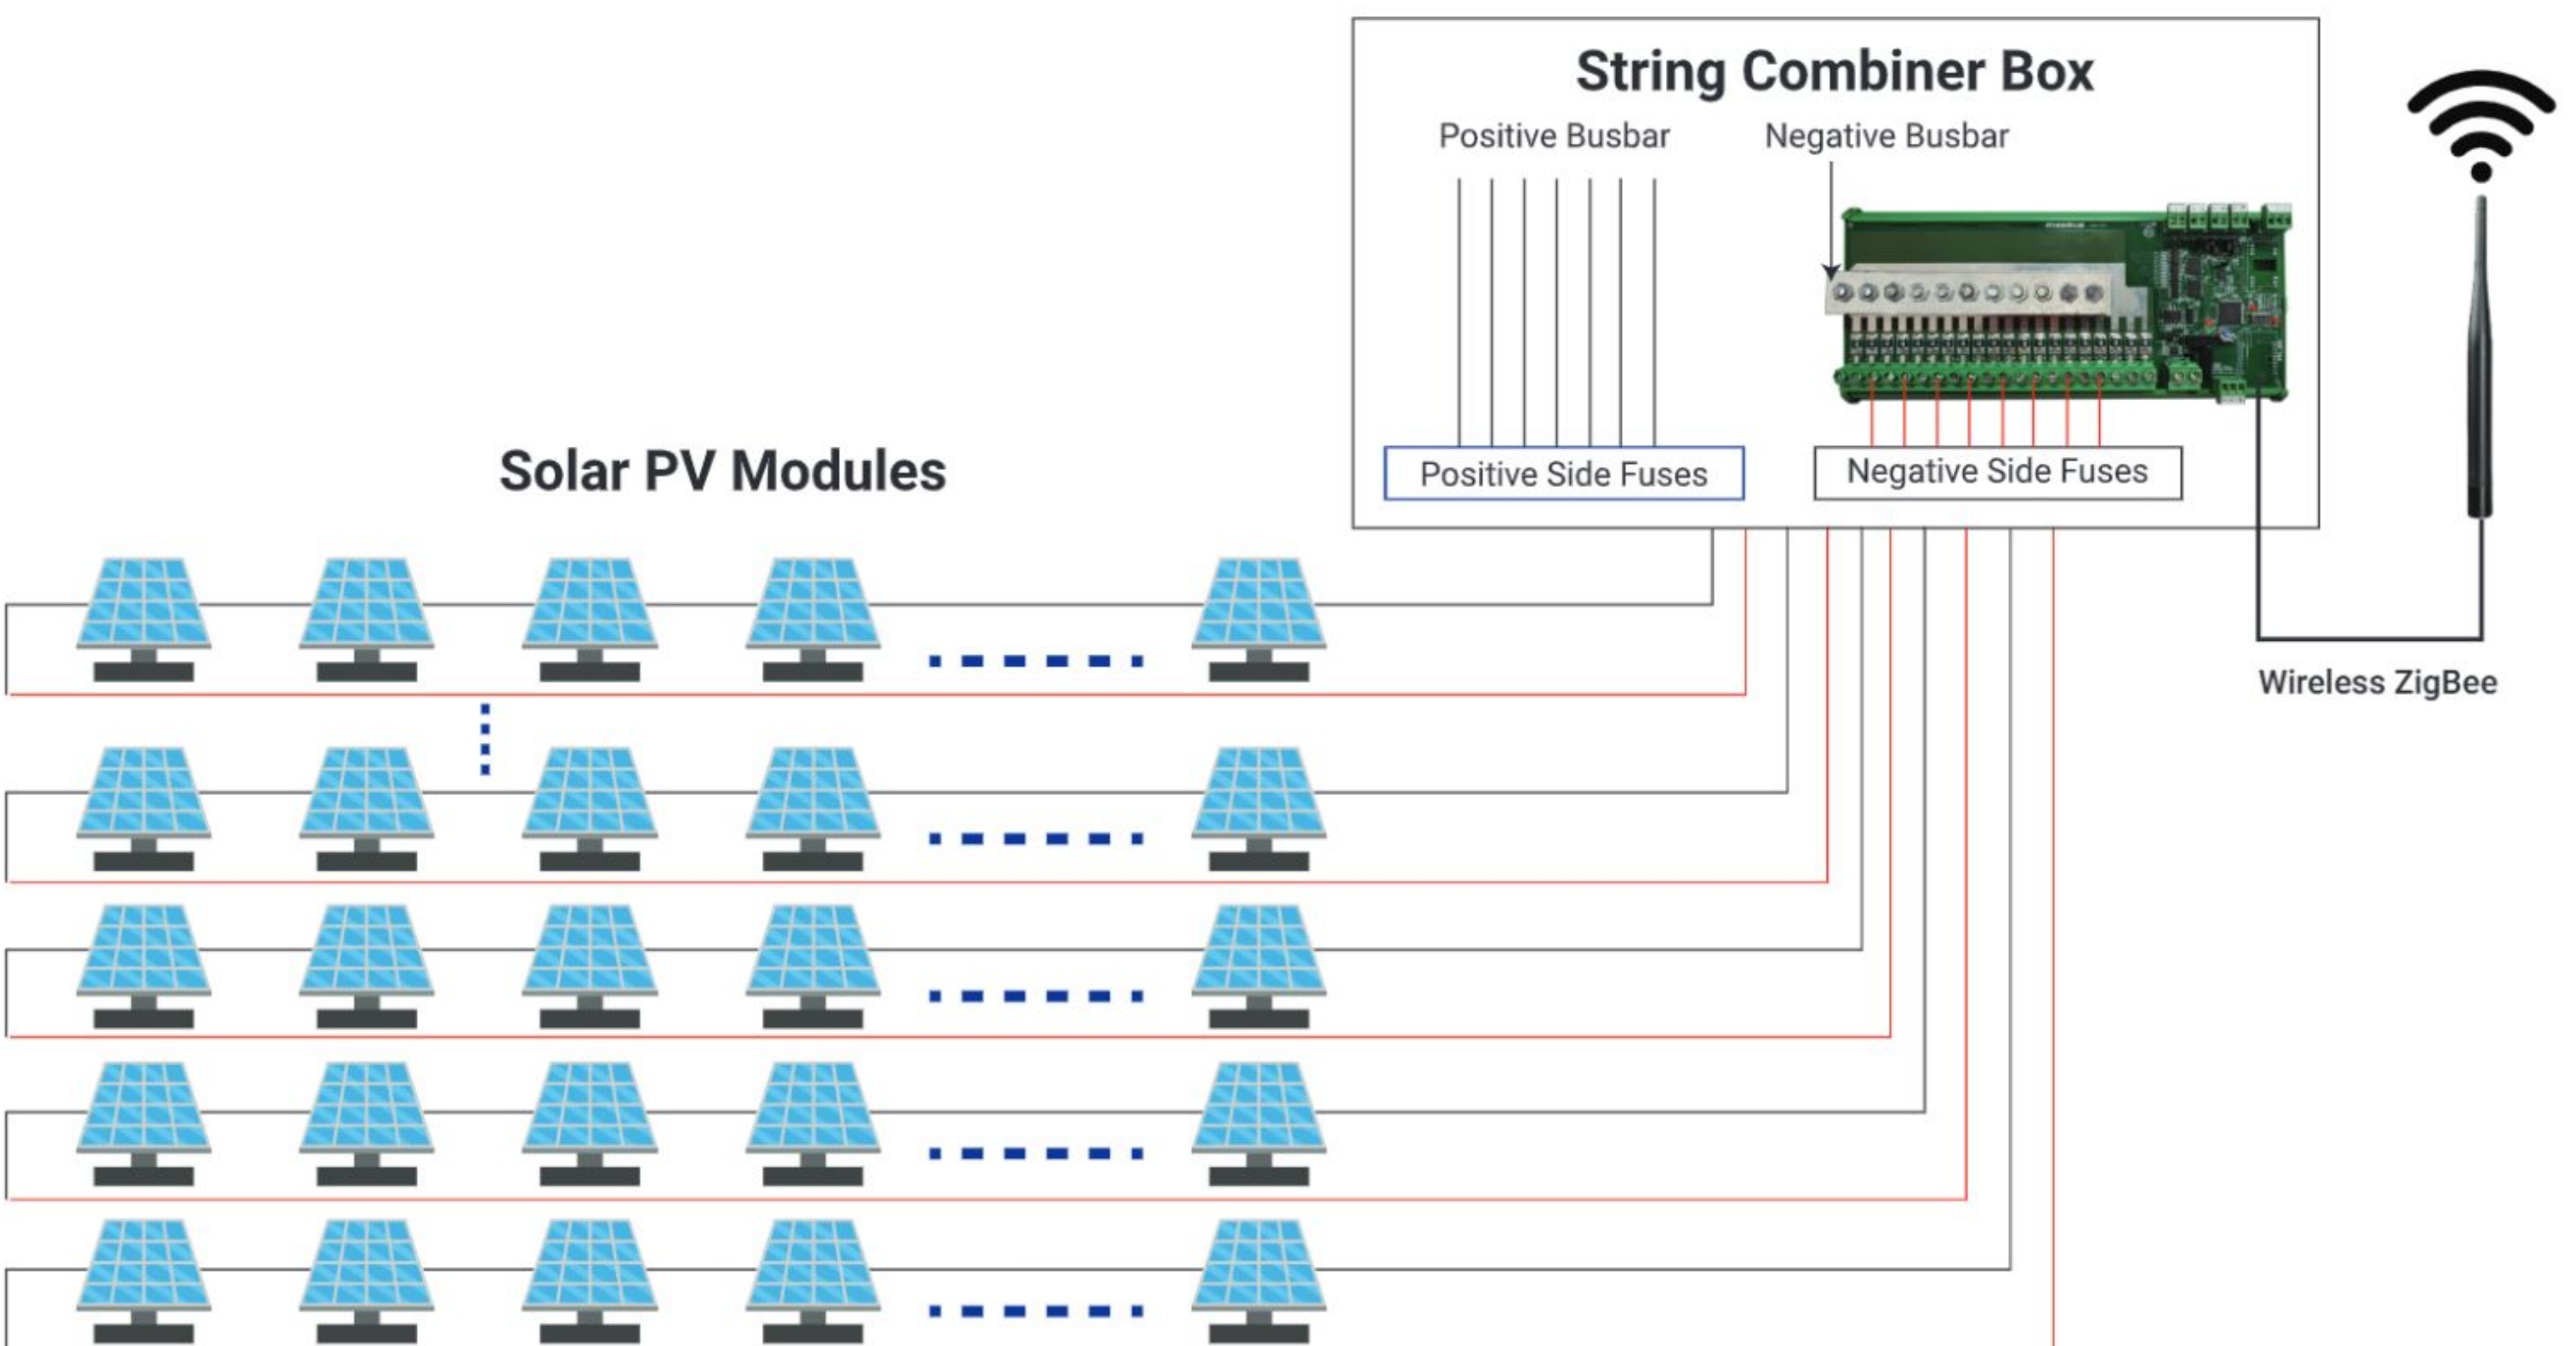 String Combiner Box
Positive Busbar
Negative Busbar
Positive Side Fuses
Negative Side Fuses
Solar PV Modules
Wireless ZigBee